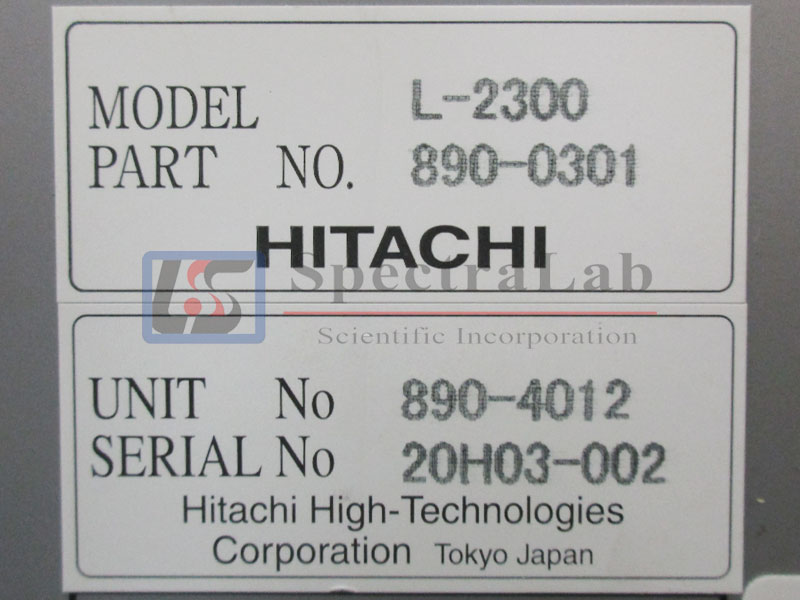 MODEL L-2300
PART NO. 890-0301
HITACHI
LS SpectraLab
Scientific Incorporation
UNIT No 890-4012
SERIAL No 20H03-002
Hitachi High-Technologies
Corporation Tokyo Japan